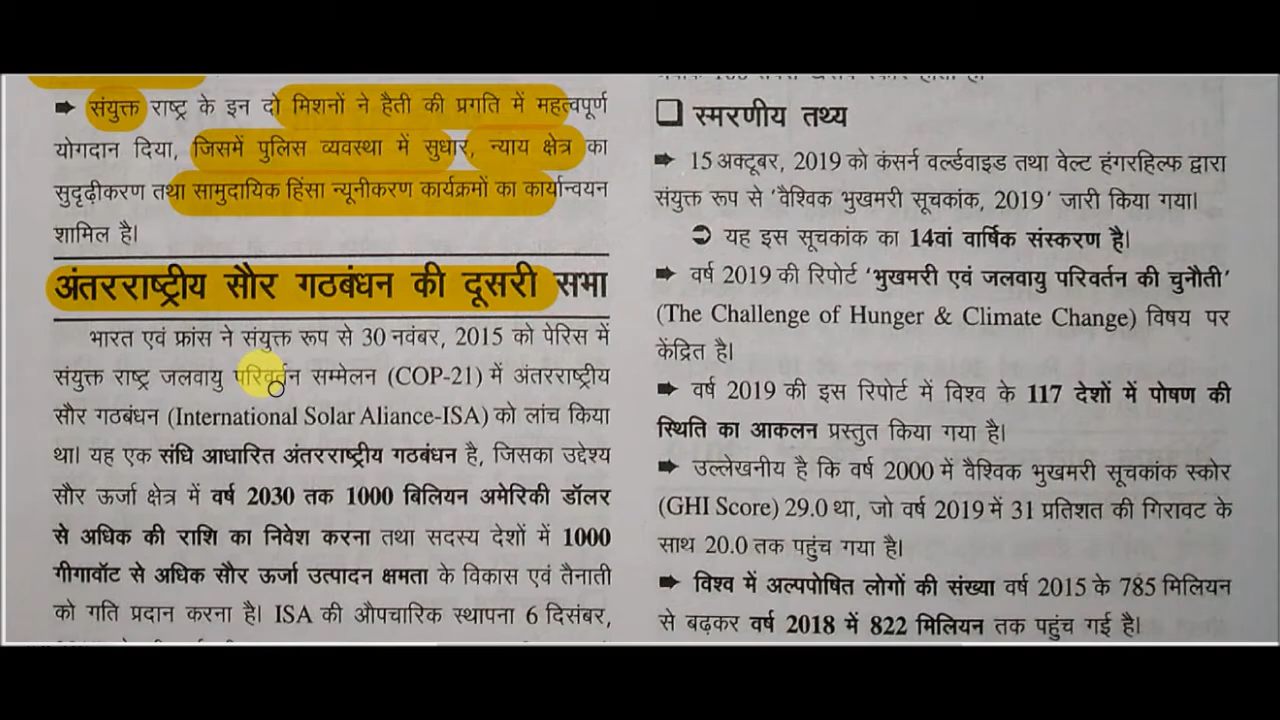 ➡ संयुक्त राष्ट्र के इन दो मिशनों ने हैती की प्रगति में महत्वपूर्ण
योगदान दिया, जिसमें पुलिस व्यवस्था में सुधार, न्याय क्षेत्र का
सुदृढ़ीकरण तथा सामुदायिक हिंसा न्यूनीकरण कार्यक्रमों का कार्यान्वयन
शामिल है।
अंतरराष्ट्रीय सौर गठबंधन की दूसरी सभा
भारत एवं फ्रांस ने संयुक्त रूप से 30 नवंबर, 2015 को पेरिस में
संयुक्त राष्ट्र जलवायु परिवर्तन सम्मेलन (COP-21) में अंतरराष्ट्रीय
सौर गठबंधन (International Solar Aliance-ISA) को लांच किया
था। यह एक संधि आधारित अंतरराष्ट्रीय गठबंधन है, जिसका उद्देश्य
सौर ऊर्जा क्षेत्र में वर्ष 2030 तक 1000 बिलियन अमेरिकी डॉलर
से अधिक की राशि का निवेश करना तथा सदस्य देशों में 1000
गीगावॉट से अधिक सौर ऊर्जा उत्पादन क्षमता के विकास एवं तैनाती
को गति प्रदान करना है। ISA की औपचारिक स्थापना 6 दिसंबर,
❑ स्मरणीय तथ्य
➡ 15 अक्टूबर, 2019 को कंसर्न वर्ल्डवाइड तथा वेल्ट हंगरहिल्फ द्वारा
संयुक्त रूप से ‘वैश्विक भुखमरी सूचकांक, 2019’ जारी किया गया।
➲ यह इस सूचकांक का 14वां वार्षिक संस्करण है।
➡ वर्ष 2019 की रिपोर्ट ‘भुखमरी एवं जलवायु परिवर्तन की चुनौती’
(The Challenge of Hunger & Climate Change) विषय पर
केंद्रित है।
➡ वर्ष 2019 की इस रिपोर्ट में विश्व के 117 देशों में पोषण की
स्थिति का आकलन प्रस्तुत किया गया है।
➡ उल्लेखनीय है कि वर्ष 2000 में वैश्विक भुखमरी सूचकांक स्कोर
(GHI Score) 29.0 था, जो वर्ष 2019 में 31 प्रतिशत की गिरावट के
साथ 20.0 तक पहुंच गया है।
➡ विश्व में अल्पपोषित लोगों की संख्या वर्ष 2015 के 785 मिलियन
से बढ़कर वर्ष 2018 में 822 मिलियन तक पहुंच गई है।